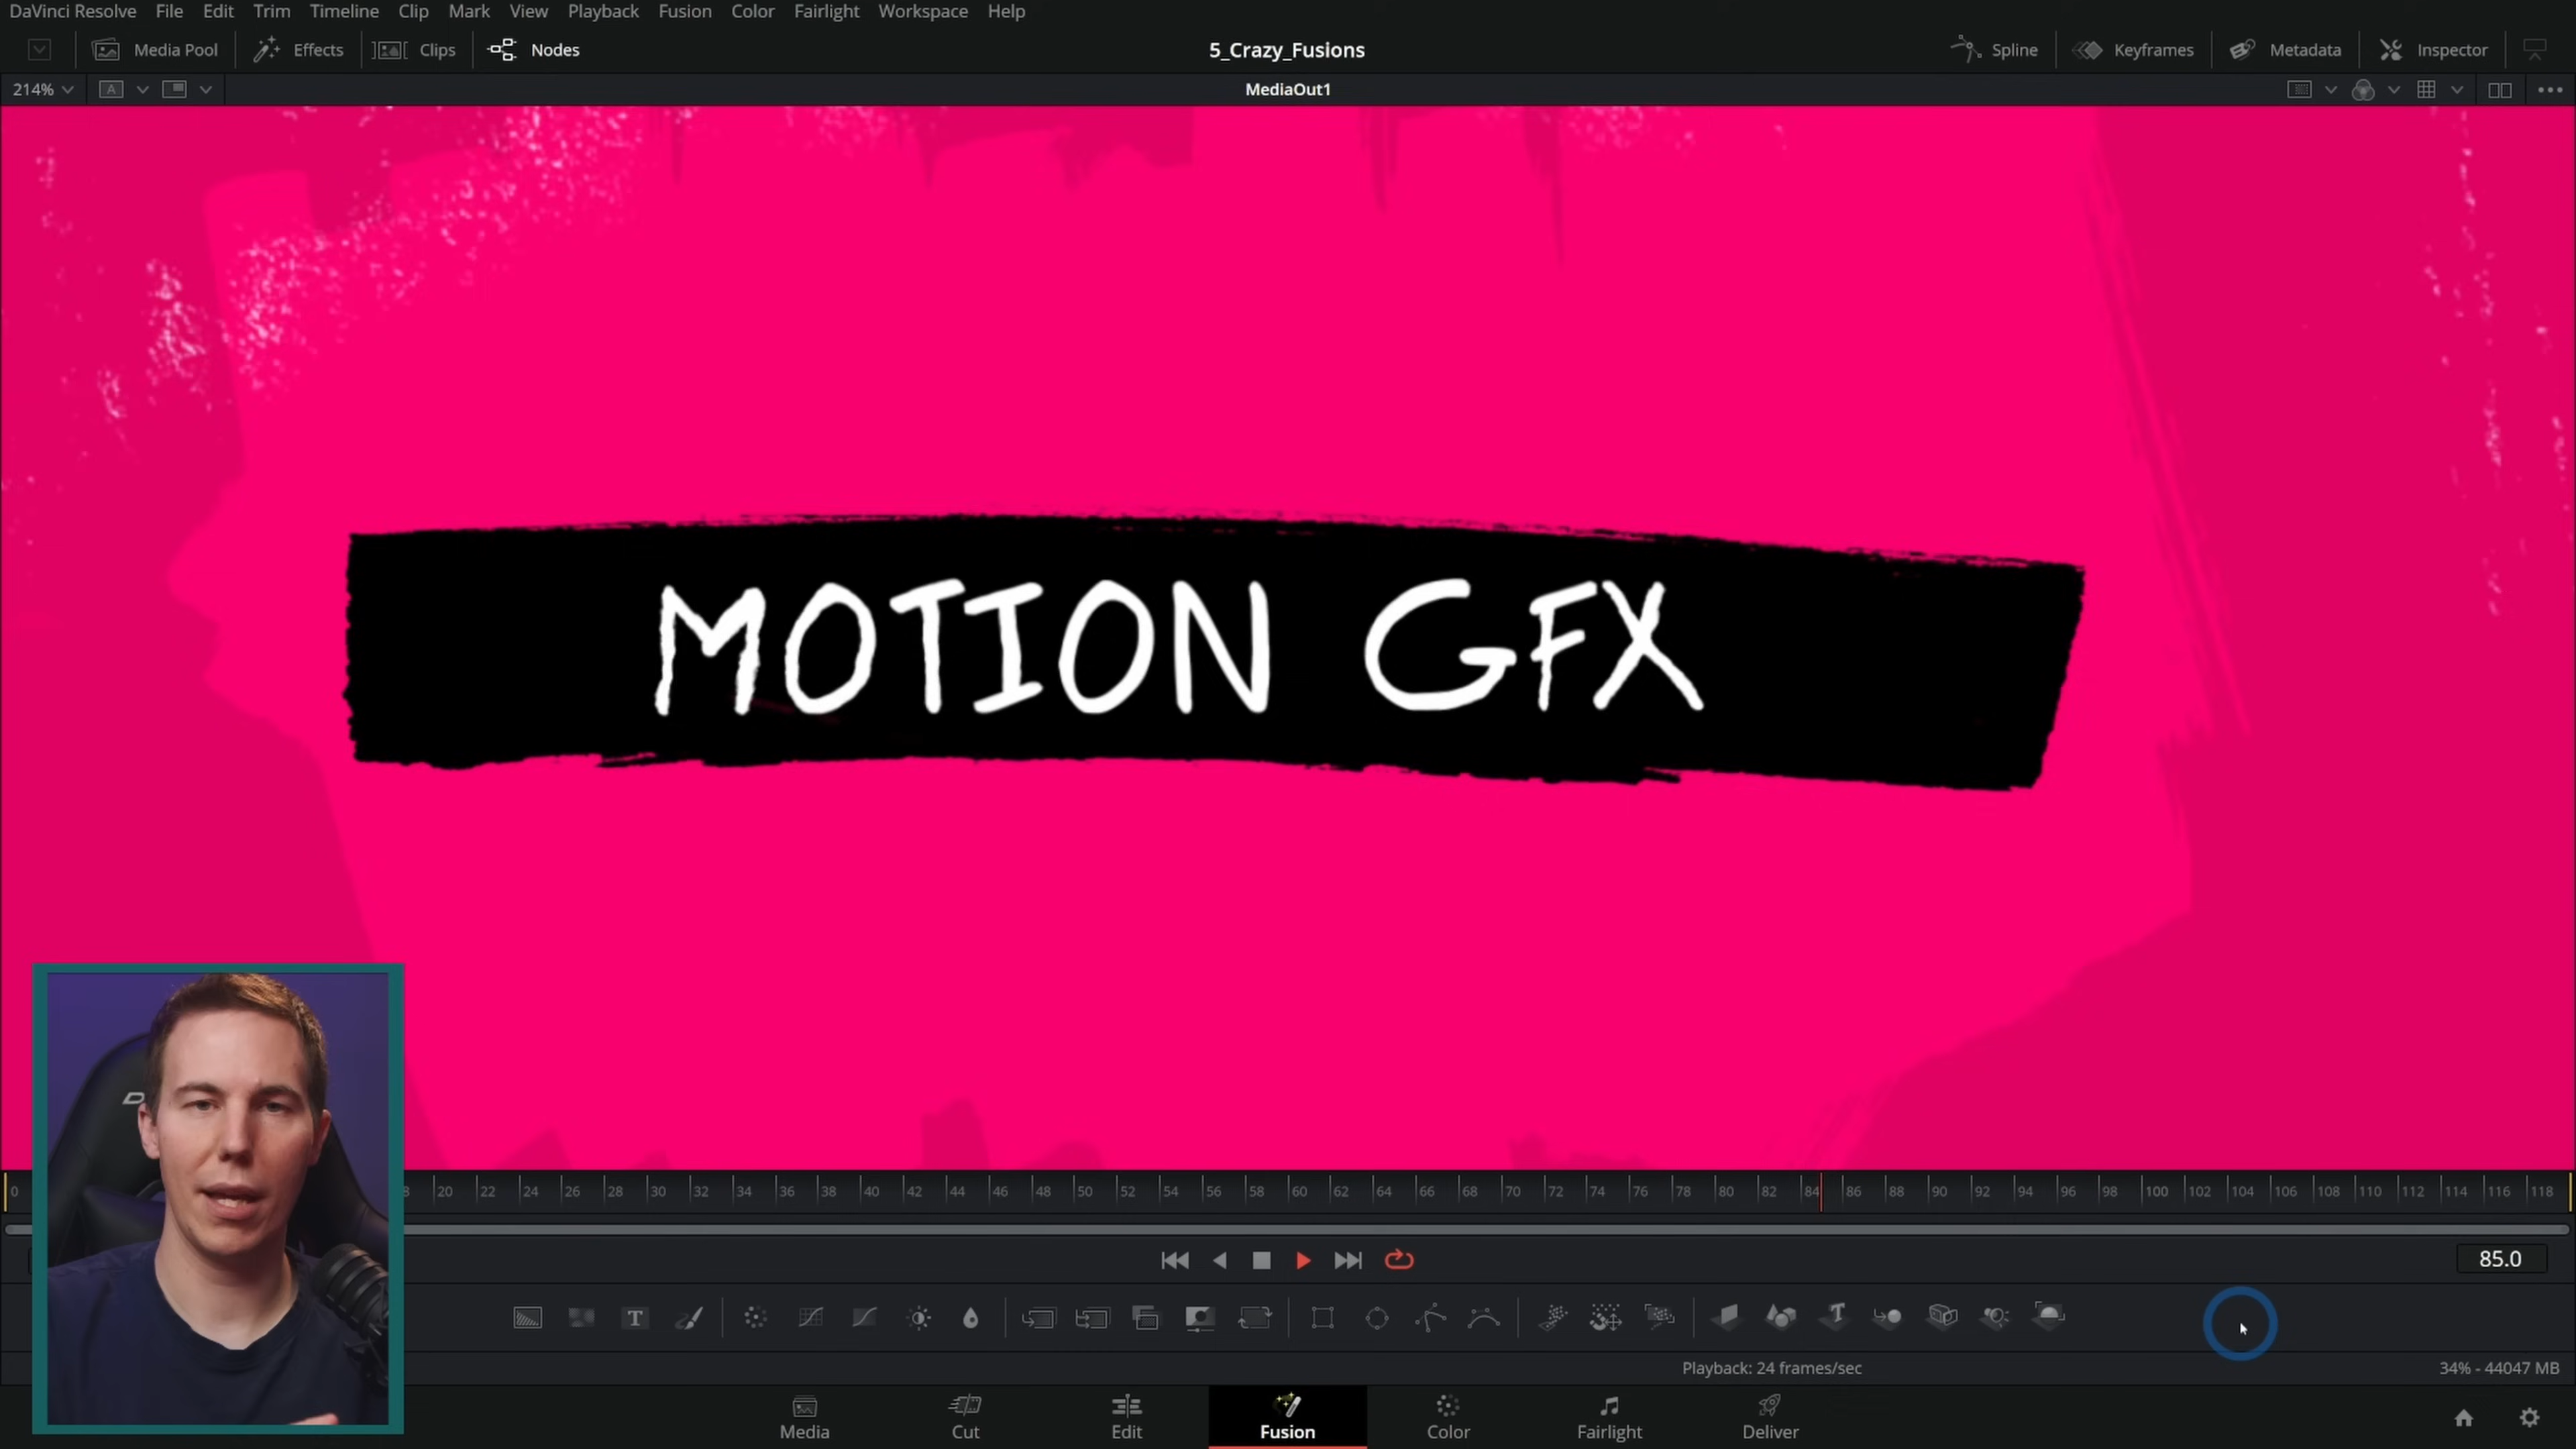 DaVinci Resolve File Edit Trim Timeline Clip Mark View Playback Fusion Color Fairlight Workspace Help
Media Pool Effects Clips Nodes 5_Crazy_Fusions Spline Keyframes Metadata Inspector
214% A MediaOut1
MOTION GFX
0 20 22 24 26 28 30 32 34 36 38 40 42 44 46 48 50 52 54 56 58 60 62 64 66 68 70 72 74 76 78 80 82 84 86 88 90 92 94 96 98 100 102 104 106 108 110 112 114 116 118
85.0
T T
Playback: 24 frames/sec 34% - 44047 MB
Media Cut Edit Fusion Color Fairlight Deliver